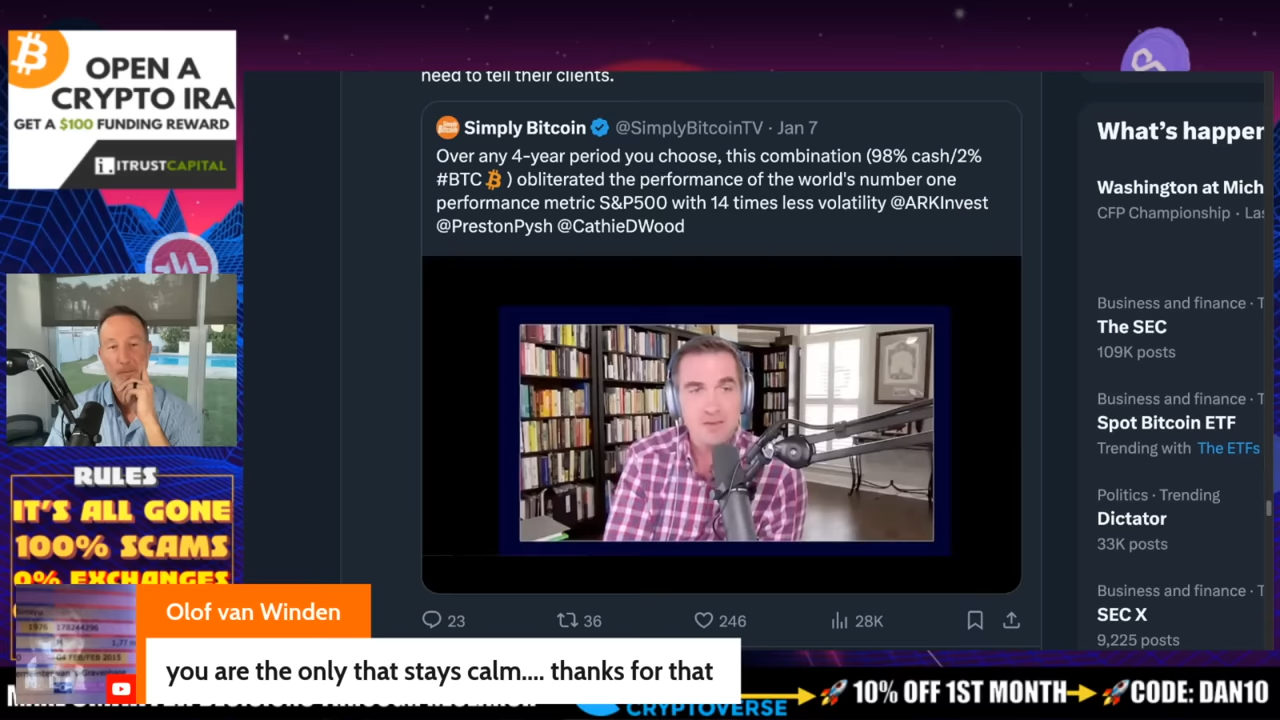 OPEN A
CRYPTO IRA
GET A $100 FUNDING REWARD
ITRUSTCAPITAL
RULES
IT'S ALL GONE
100% SCAMS
0% EXCHANGES
need to tell their clients.
Simply Bitcoin @SimplyBitcoinTV · Jan 7
Over any 4-year period you choose, this combination (98% cash/2%
#BTC ) obliterated the performance of the world's number one
performance metric S&P500 with 14 times less volatility @ARKInvest
@PrestonPysh @CathieDWood
23 36 246 28K
What's happen
Washington at Mich
CFP Championship · Las
Business and finance · T
The SEC
109K posts
Business and finance · T
Spot Bitcoin ETF
Trending with The ETFs
Politics · Trending
Dictator
33K posts
Business and finance · T
SEC X
9,225 posts
Olof van Winden
you are the only that stays calm.... thanks for that
CRYPTOVERSE
10% OFF 1ST MONTH
CODE: DAN10